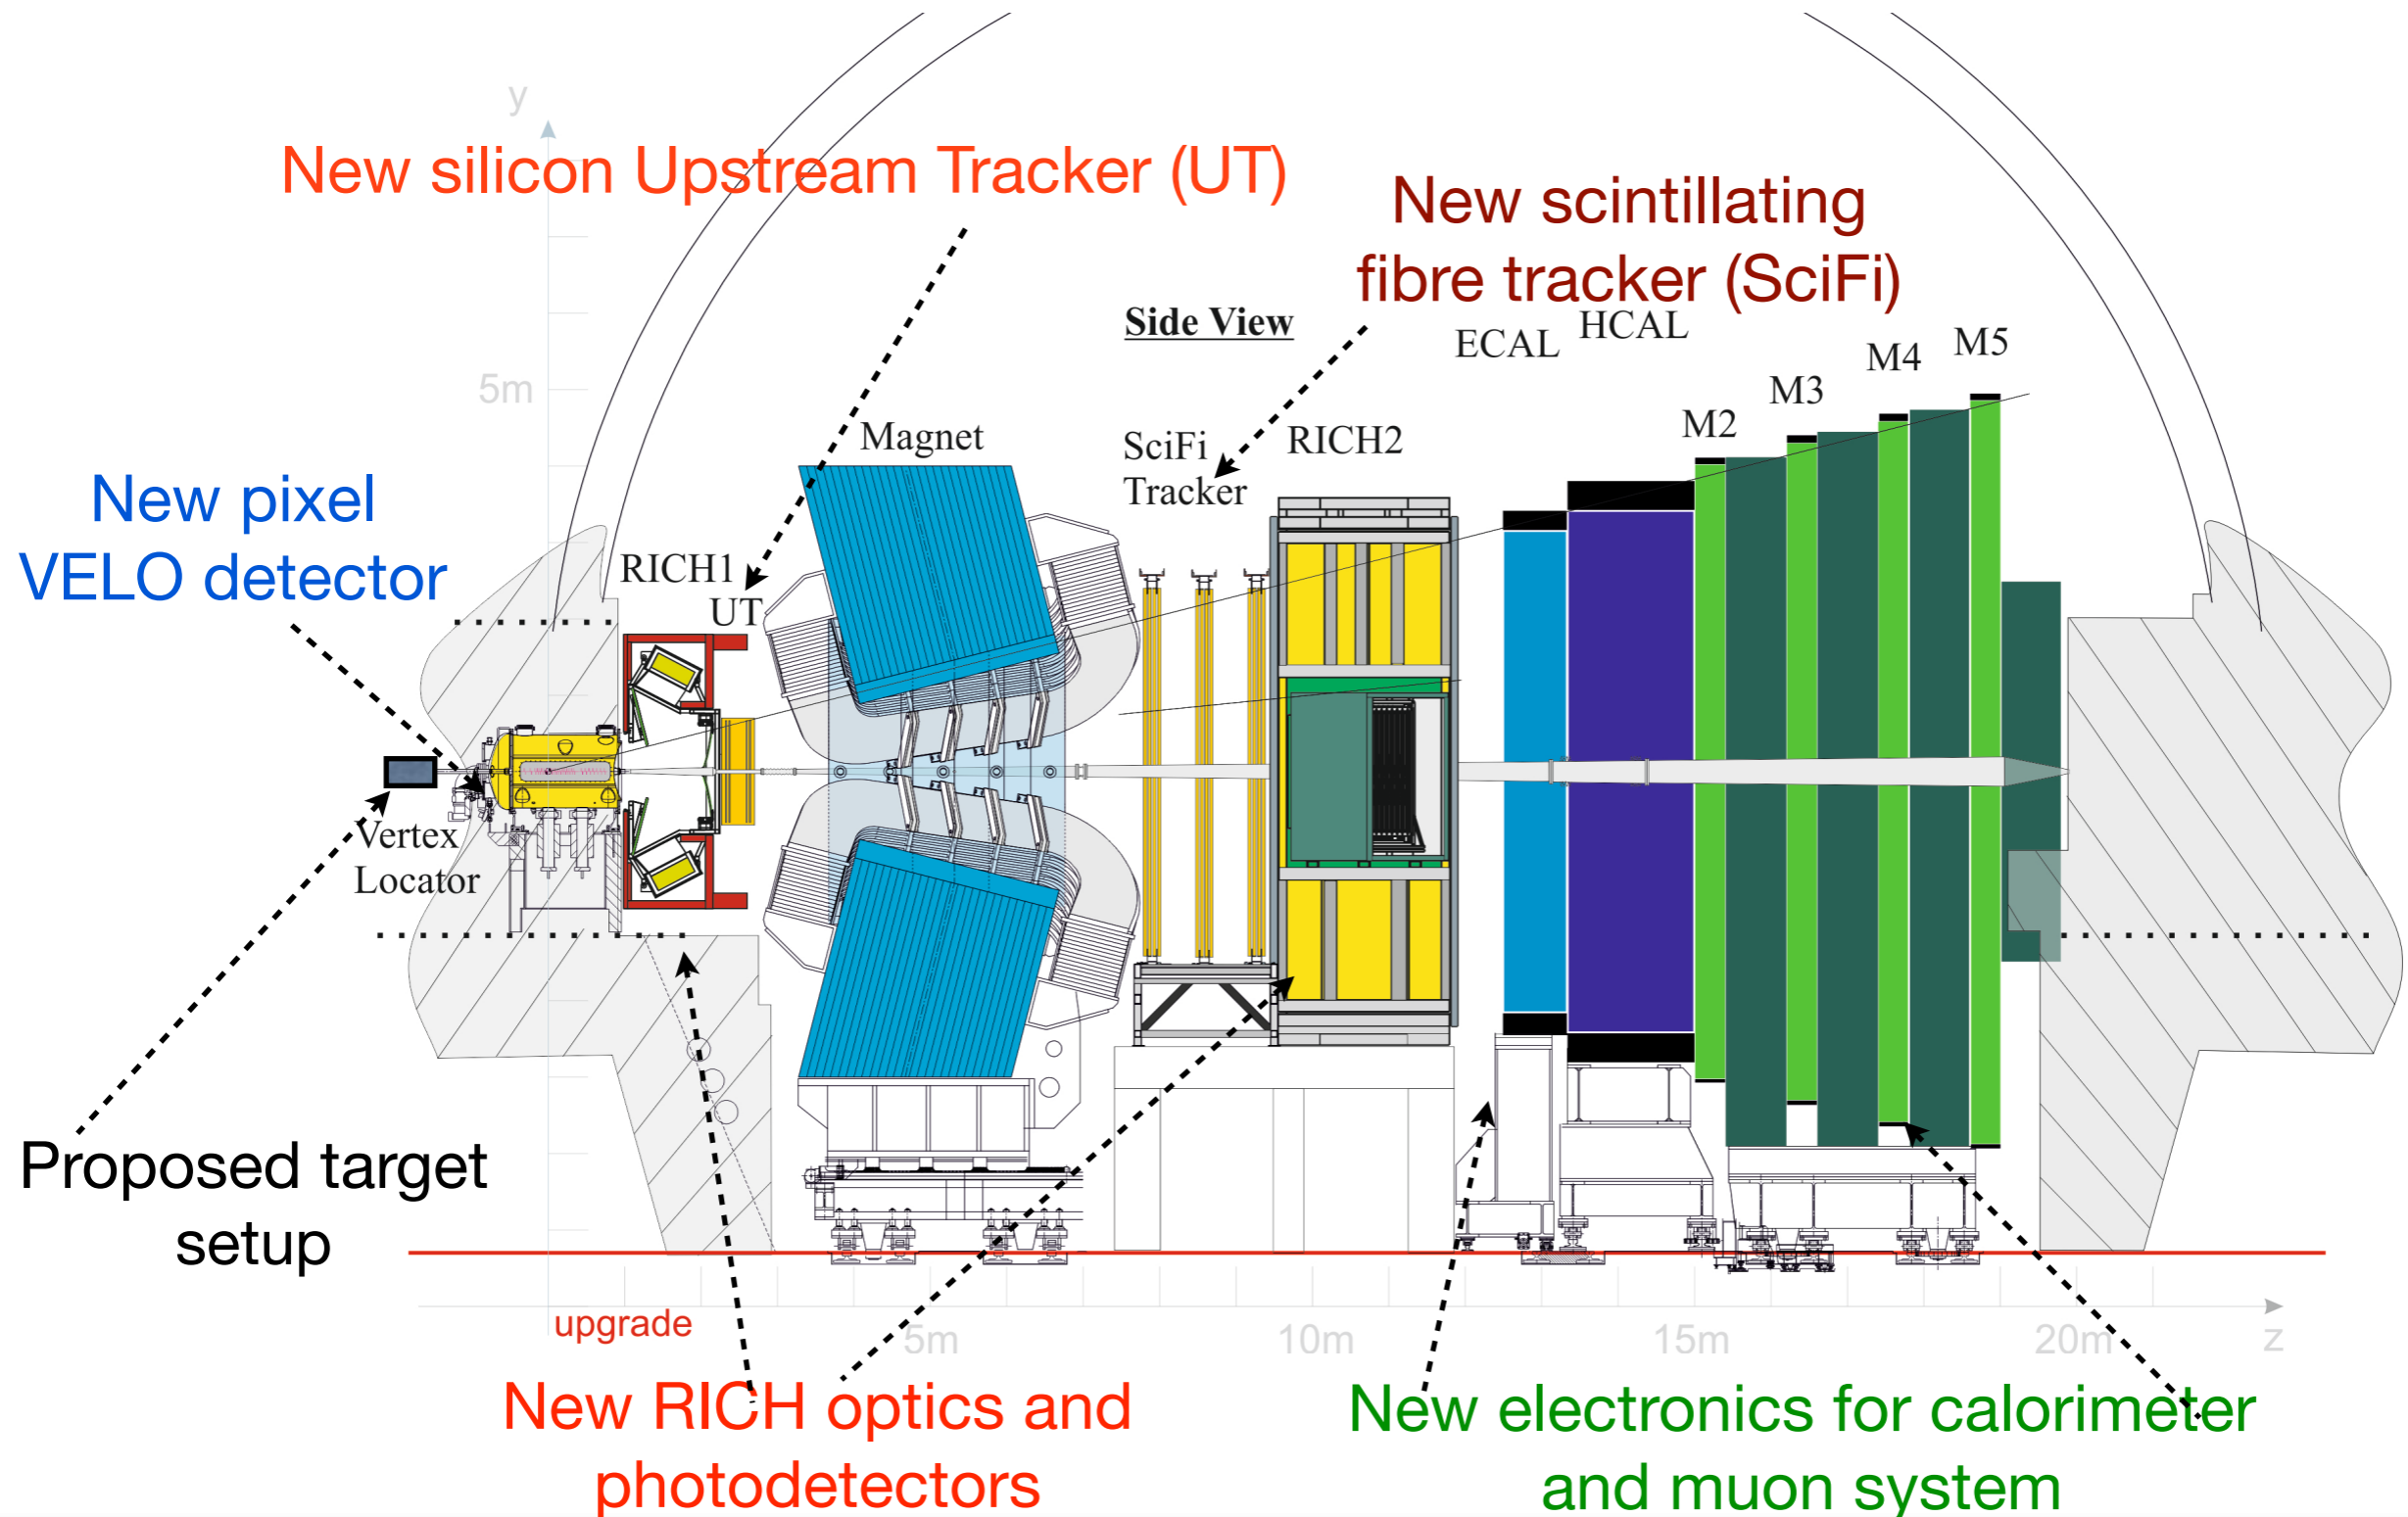 y
New silicon Upstream Tracker (UT)
New scintillating
fibre tracker (SciFi)
Side View
ECAL
HCAL
M5
M4
M3
M2
5m
Magnet
SciFi
Tracker
RICH2
New pixel
VELO detector
RICH1
UT
Vertex
Locator
Proposed target
setup
upgrade
5m
10m
15m
20m
z
New RICH optics and
photodetectors
New electronics for calorimeter
and muon system